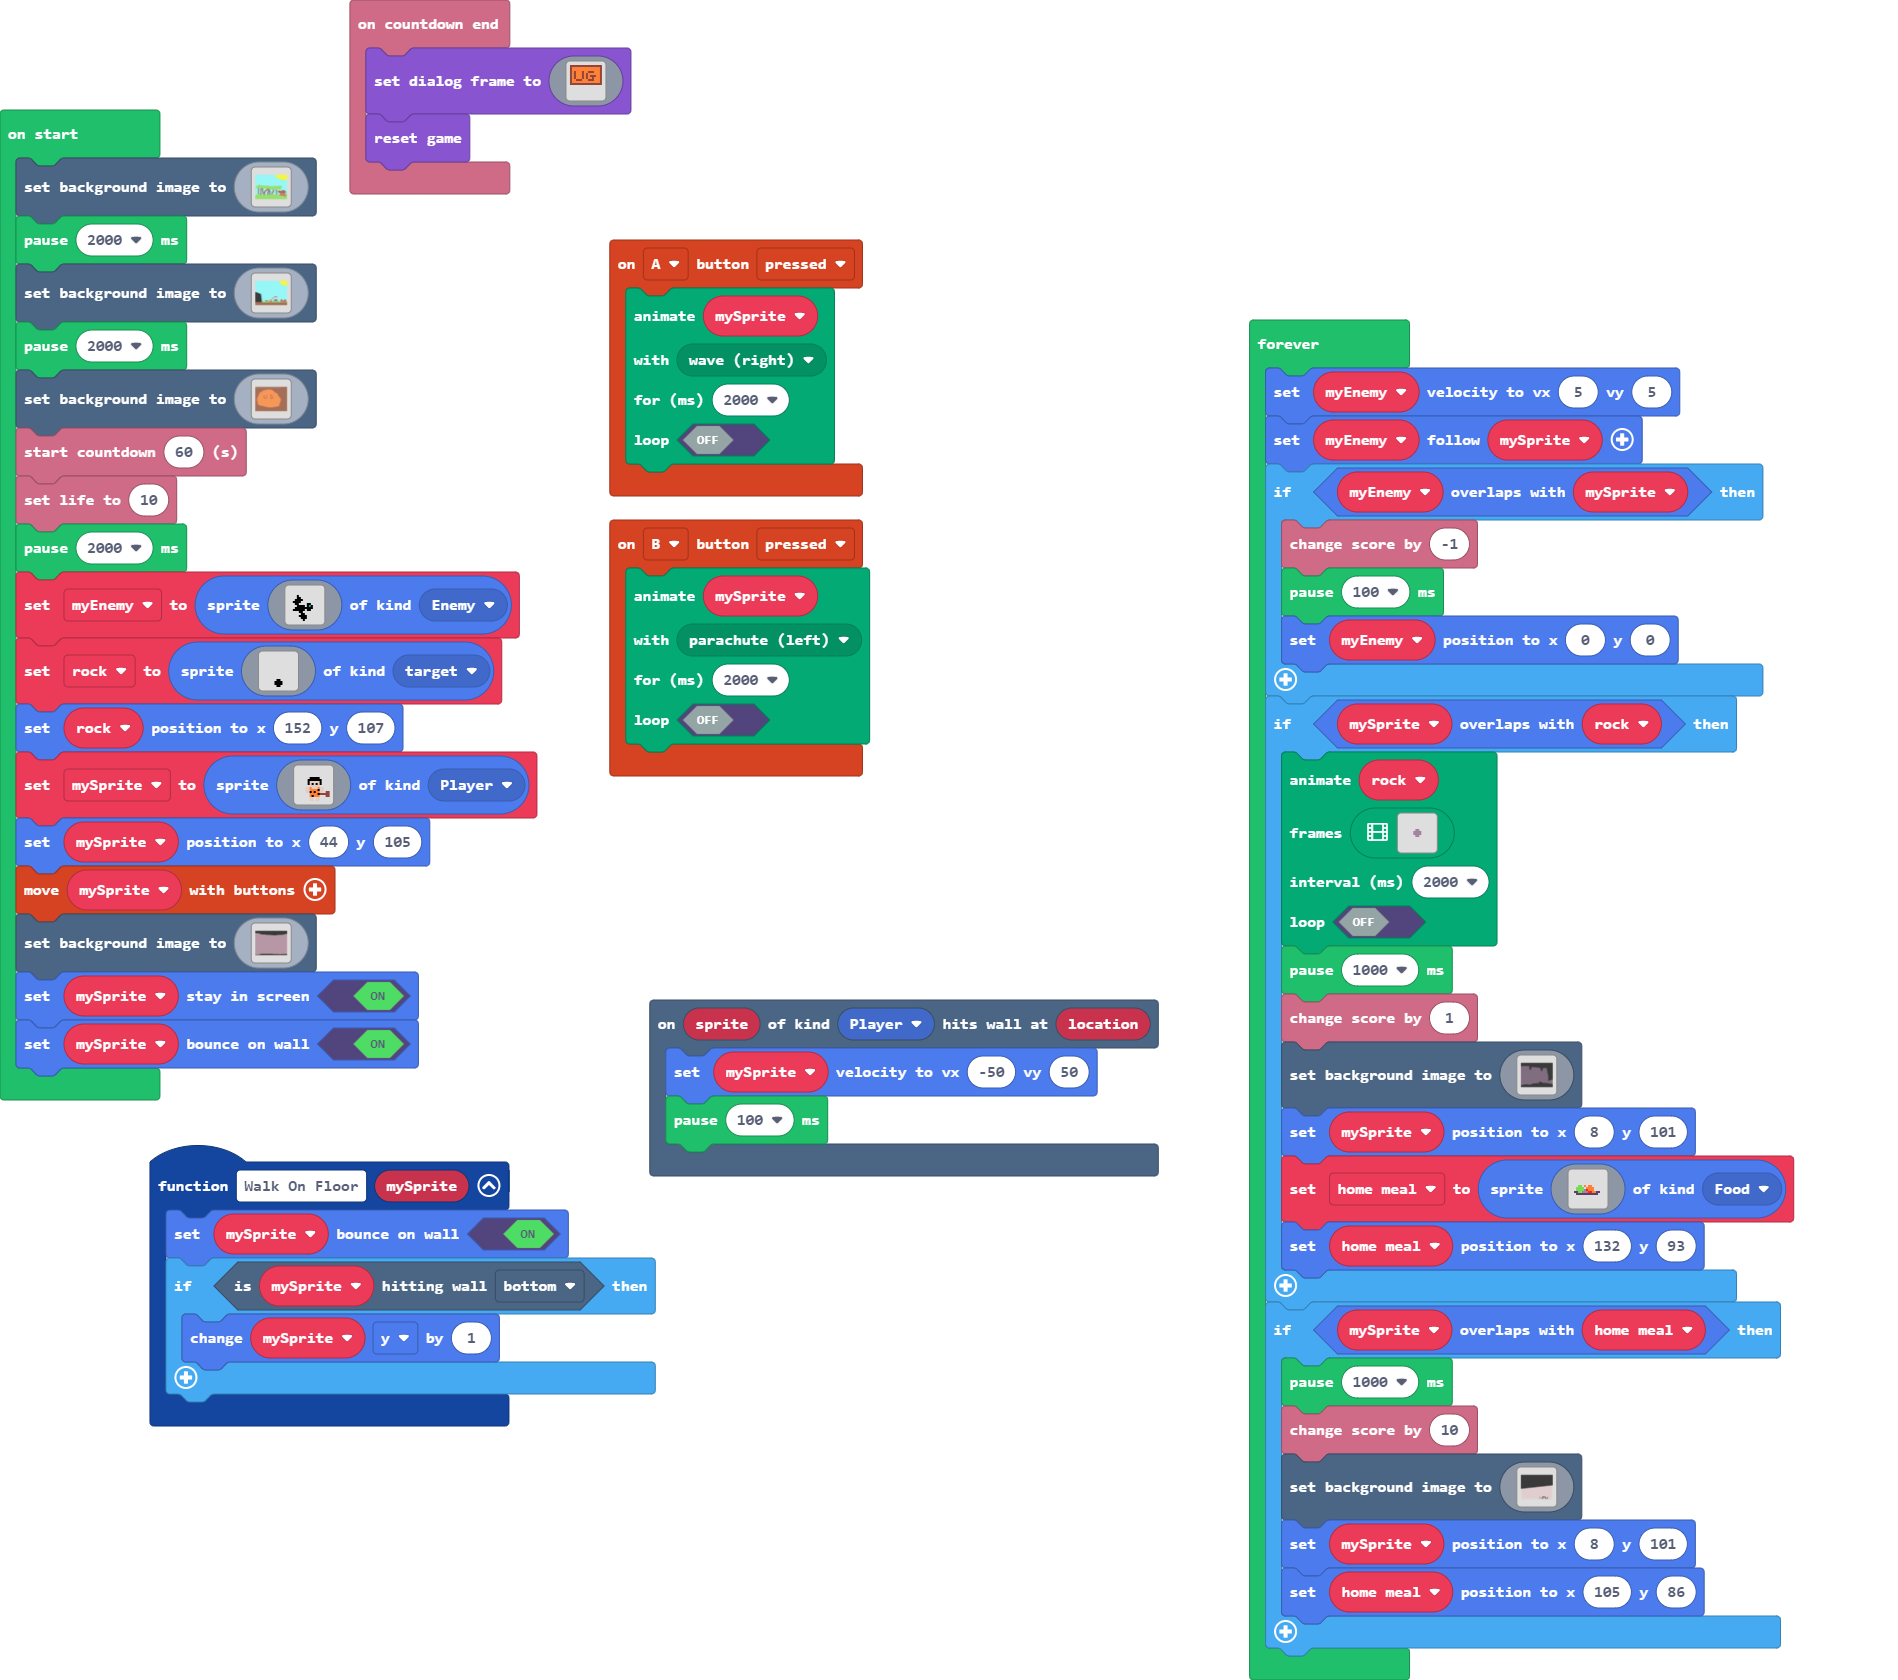 on countdown end
set dialog frame to UG
reset game
on start
set background image to
pause 2000 ms
set background image to
pause 2000 ms
set background image to
start countdown 60 (s)
set life to 10
pause 2000 ms
set myEnemy to sprite of kind Enemy
set rock to sprite of kind target
set rock position to x 152 y 107
set mySprite to sprite of kind Player
set mySprite position to x 44 y 105
move mySprite with buttons
set background image to
set mySprite stay in screen ON
set mySprite bounce on wall ON
on A button pressed
animate mySprite
with wave (right)
for (ms) 2000
loop OFF
on B button pressed
animate mySprite
with parachute (left)
for (ms) 2000
loop OFF
on sprite of kind Player hits wall at location
set mySprite velocity to vx -50 vy 50
pause 100 ms
function Walk On Floor mySprite
set mySprite bounce on wall ON
if is mySprite hitting wall bottom then
change mySprite y by 1
forever
set myEnemy velocity to vx 5 vy 5
set myEnemy follow mySprite
if myEnemy overlaps with mySprite then
change score by -1
pause 100 ms
set myEnemy position to x 0 y 0
if mySprite overlaps with rock then
animate rock
frames
interval (ms) 2000
loop OFF
pause 1000 ms
change score by 1
set background image to
set mySprite position to x 8 y 101
set home meal to sprite of kind Food
set home meal position to x 132 y 93
if mySprite overlaps with home meal then
pause 1000 ms
change score by 10
set background image to
set mySprite position to x 8 y 101
set home meal position to x 105 y 86